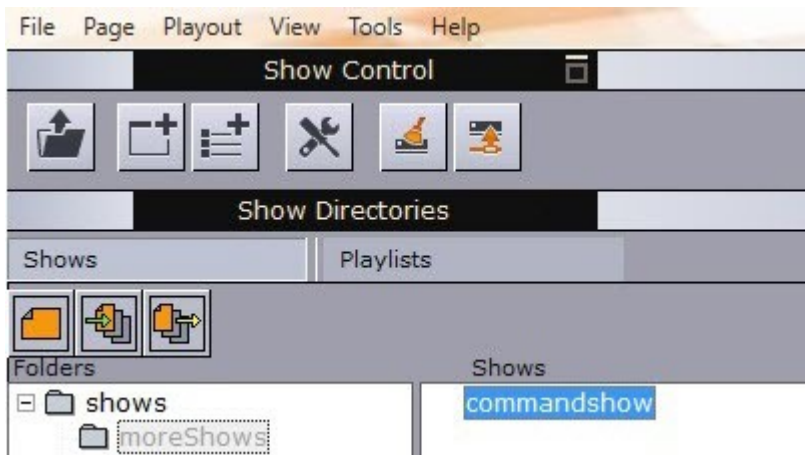 File Page Playout View Tools Help
Show Control
Show Directories
Shows Playlists
Folders Shows
shows commandshow
moreShows